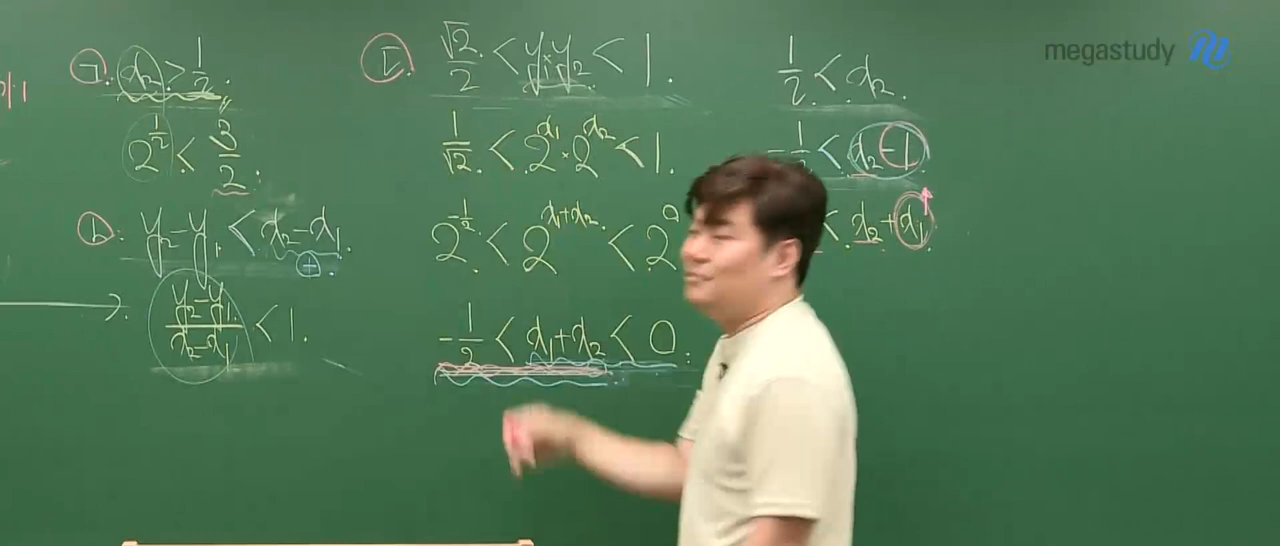 ㄱ. x₂ > 1/2.
2^(1/2) < 3/2.
ㄴ. y₂-y₁ < x₂-x₁.
(y₂-y₁)/(x₂-x₁) < 1.
ㄷ. √2/2 < y₁×y₂ < 1.
1/√2 < 2^(x₁) × 2^(x₂) < 1.
2^(-1/2) < 2^(x₁+x₂) < 2^0
-1/2 < x₁+x₂ < 0.
1/2 < x₂.
< x₂-1
< x₂+x₁.
megastudy